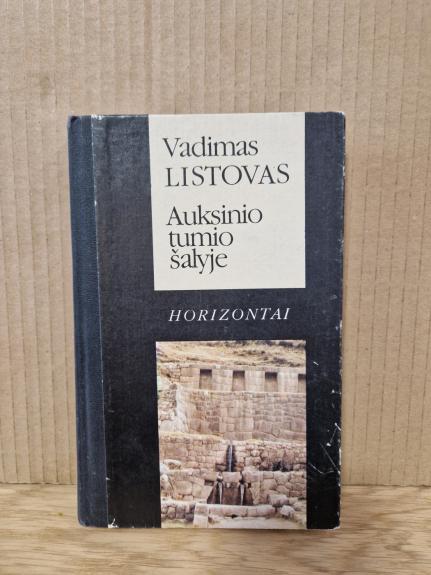 Vadimas
LISTOVAS
Auksinio
tumio
šalyje
HORIZONTAI